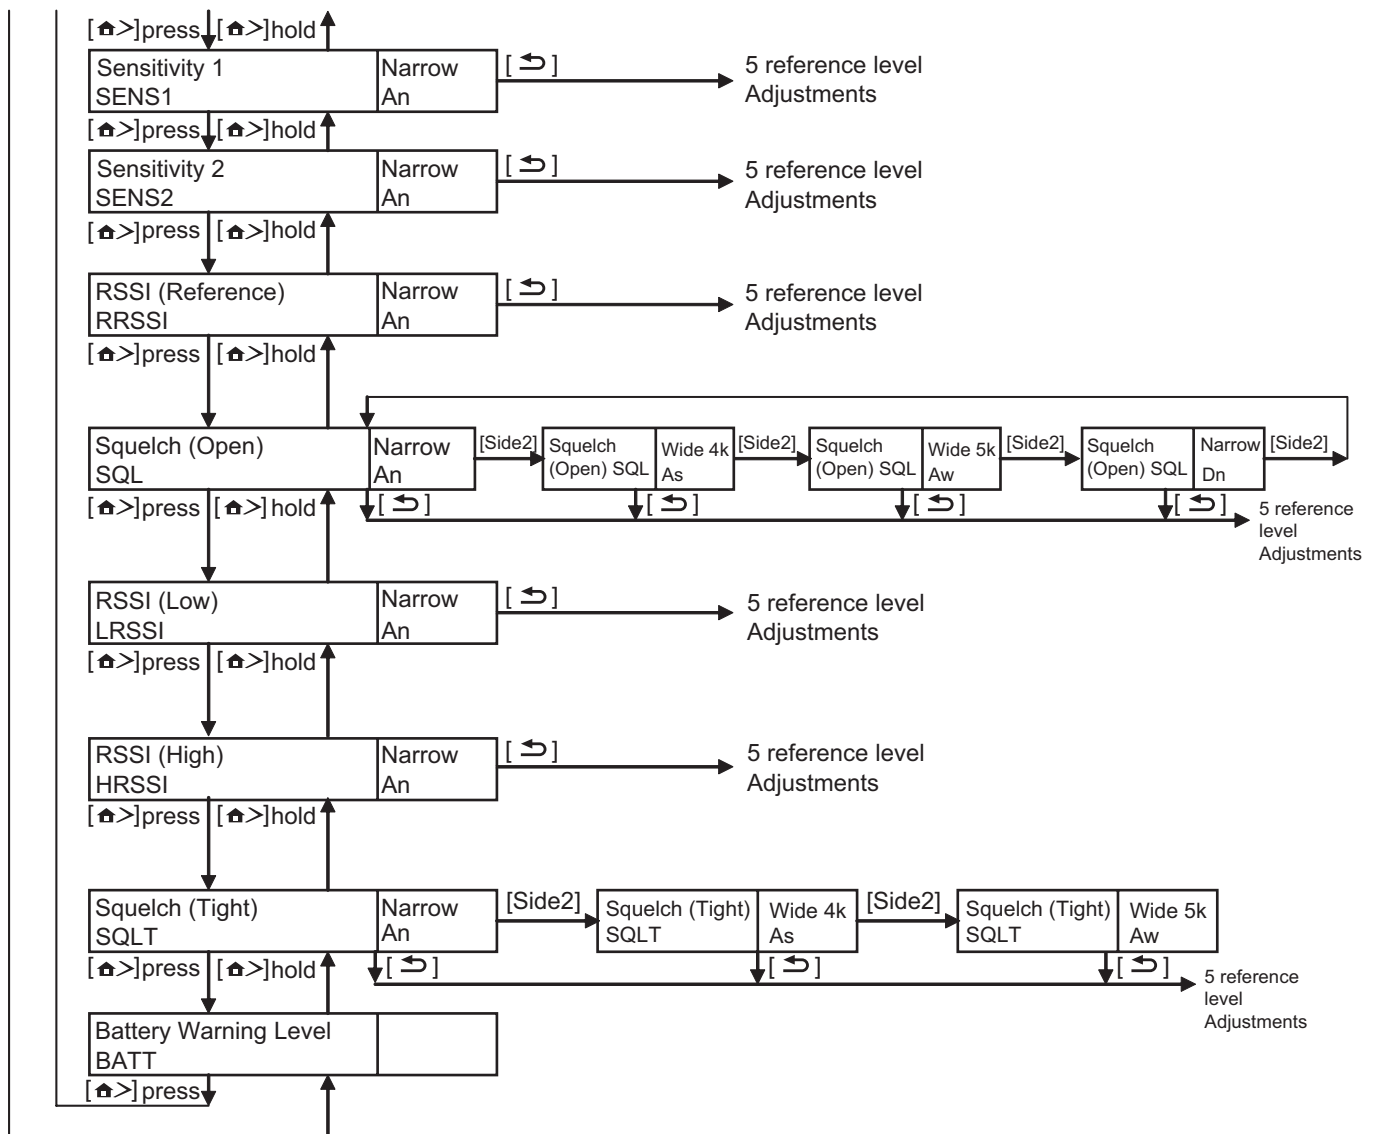 [⌂>]press [⌂>]hold
Sensitivity 1 Narrow
SENS1 An
[⮌]
5 reference level
Adjustments
[⌂>]press [⌂>]hold
Sensitivity 2 Narrow
SENS2 An
[⮌]
5 reference level
Adjustments
[⌂>]press [⌂>]hold
RSSI (Reference) Narrow
RRSSI An
[⮌]
5 reference level
Adjustments
[⌂>]press [⌂>]hold
Squelch (Open) Narrow
SQL An
[Side2]
Squelch Wide 4k
(Open) SQL As
[Side2]
Squelch Wide 5k
(Open) SQL Aw
[Side2]
Squelch Narrow
(Open) SQL Dn
[Side2]
[⌂>]press [⌂>]hold
[⮌] [⮌] [⮌] [⮌]
5 reference
level
Adjustments
RSSI (Low) Narrow
LRSSI An
[⮌]
5 reference level
Adjustments
[⌂>]press [⌂>]hold
RSSI (High) Narrow
HRSSI An
[⮌]
5 reference level
Adjustments
[⌂>]press [⌂>]hold
Squelch (Tight) Narrow
SQLT An
[Side2]
Squelch (Tight) Wide 4k
SQLT As
[Side2]
Squelch (Tight) Wide 5k
SQLT Aw
[⌂>]press [⌂>]hold
[⮌] [⮌] [⮌]
5 reference
level
Adjustments
Battery Warning Level
BATT
[⌂>]press